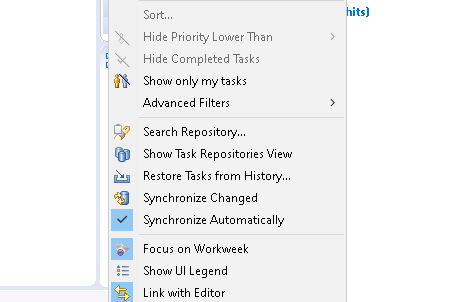 Sort...
hits)
Hide Priority Lower Than
Hide Completed Tasks
Show only my tasks
Advanced Filters
Search Repository...
Show Task Repositories View
Restore Tasks from History...
Synchronize Changed
Synchronize Automatically
Focus on Workweek
Show UI Legend
Link with Editor